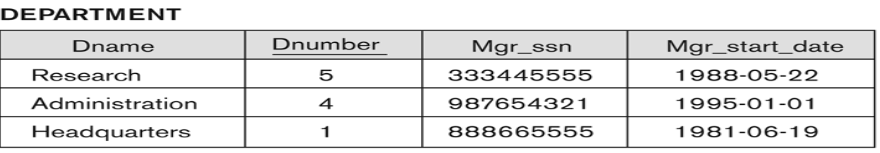 DEPARTMENT
Dname Dnumber Mgr_ssn Mgr_start_date
Research 5 333445555 1988-05-22
Administration 4 987654321 1995-01-01
Headquarters 1 888665555 1981-06-19